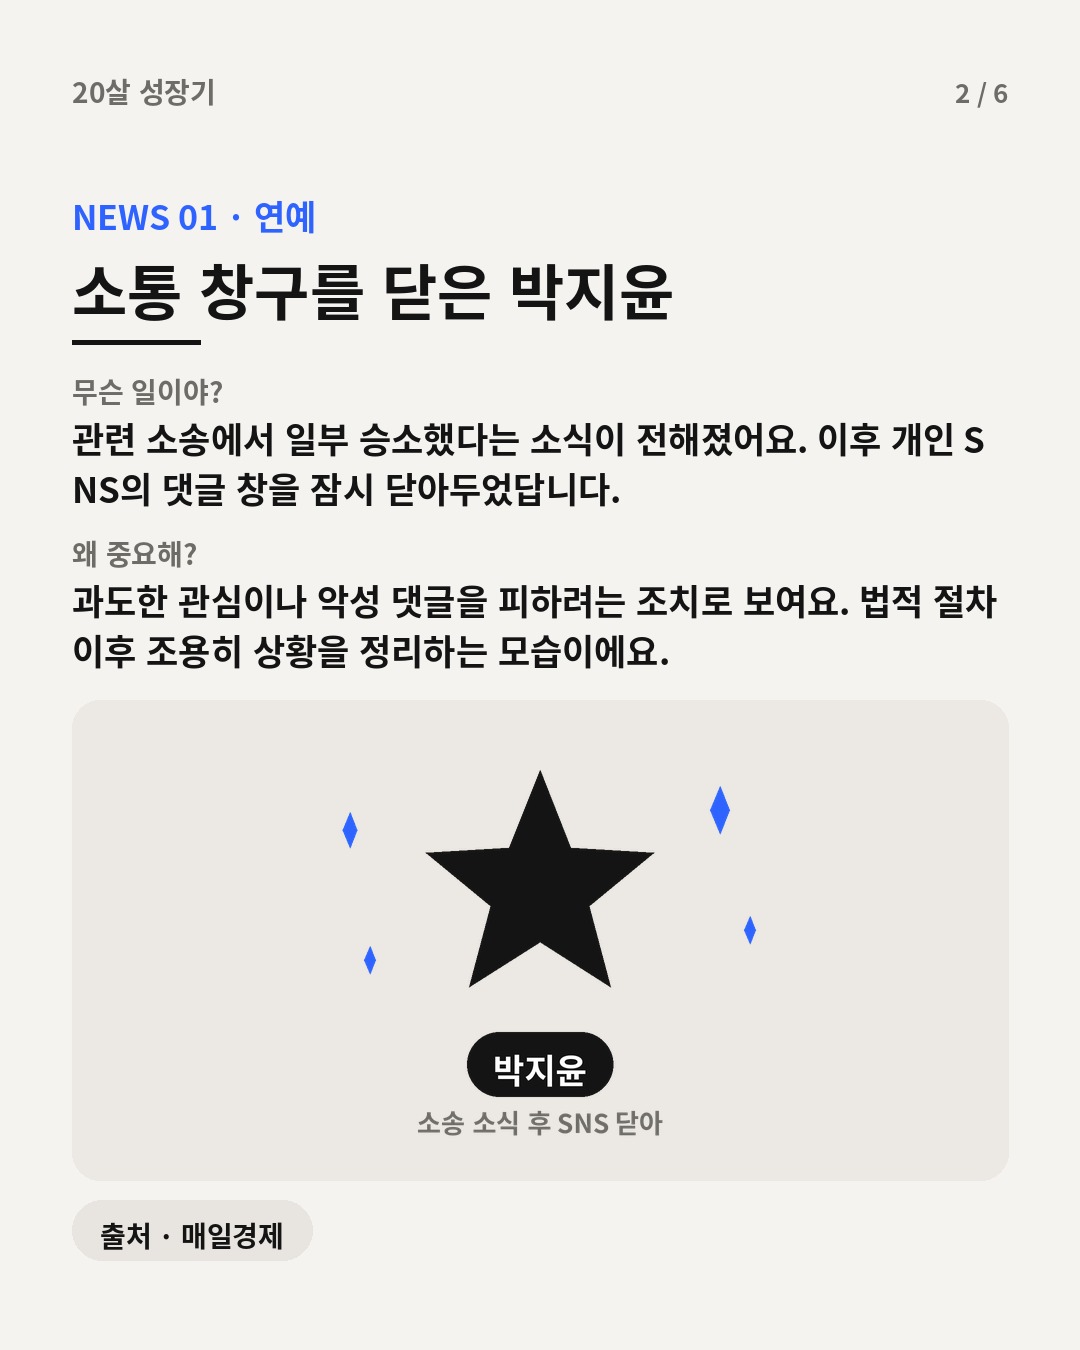 20살 성장기
2 / 6
NEWS 01 · 연예
소통 창구를 닫은 박지윤
무슨 일이야?
관련 소송에서 일부 승소했다는 소식이 전해졌어요. 이후 개인 S
NS의 댓글 창을 잠시 닫아두었답니다.
왜 중요해?
과도한 관심이나 악성 댓글을 피하려는 조치로 보여요. 법적 절차
이후 조용히 상황을 정리하는 모습이에요.
박지윤
소송 소식 후 SNS 닫아
출처 · 매일경제